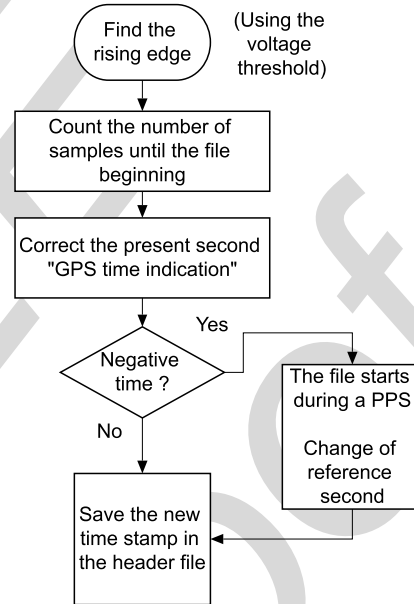 Find the
rising edge
(Using the
voltage
threshold)
Count the number of
samples until the file
beginning
Correct the present second
"GPS time indication"
Negative
time ?
Yes
No
The file starts
during a PPS
Change of
reference
second
Save the new
time stamp in
the header file